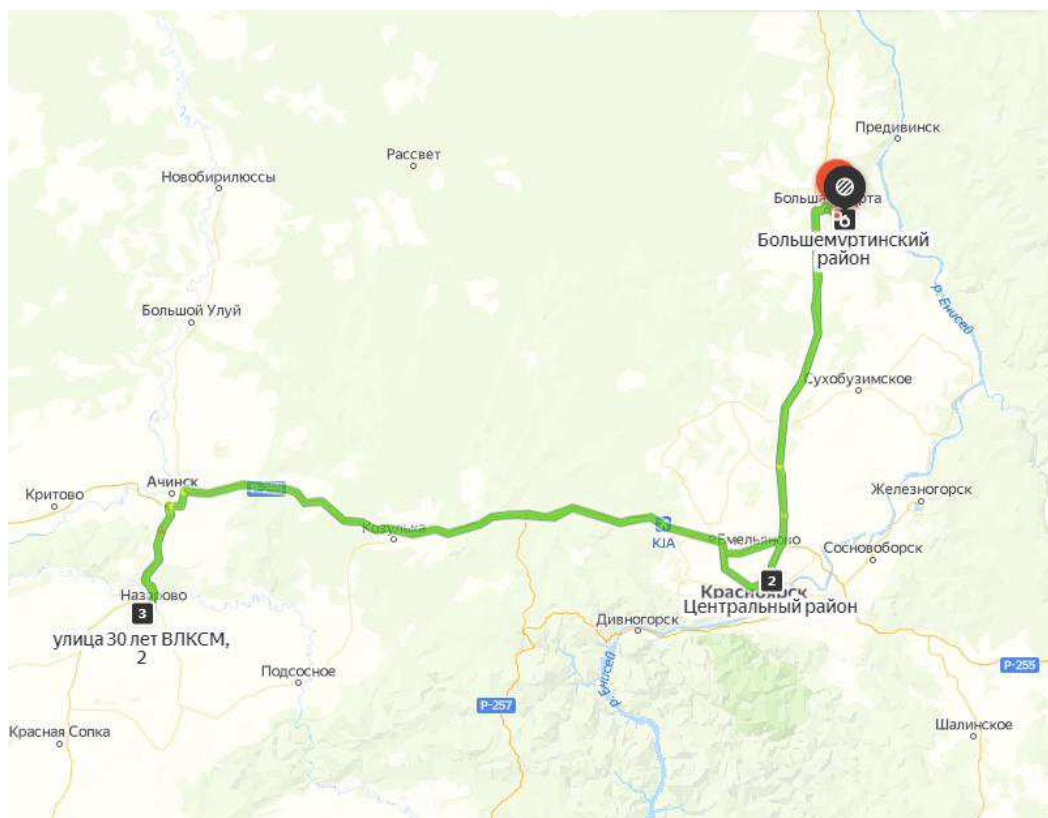 Предивинск
Рассвет
Новобирилюссы
Большемуртинский
район
р. Енисей
Большой Улуй
Сухобузимское
Ачинск
Критово
Железногорск
Козулька
KJA
Емельяново
Сосновоборск
2
Красноярск
Центральный район
Назарово
3
Дивногорск
улица 30 лет ВЛКСМ,
2
Подсосное
р. Енисей
Р-255
Р-257
Красная Сопка
Шалинское